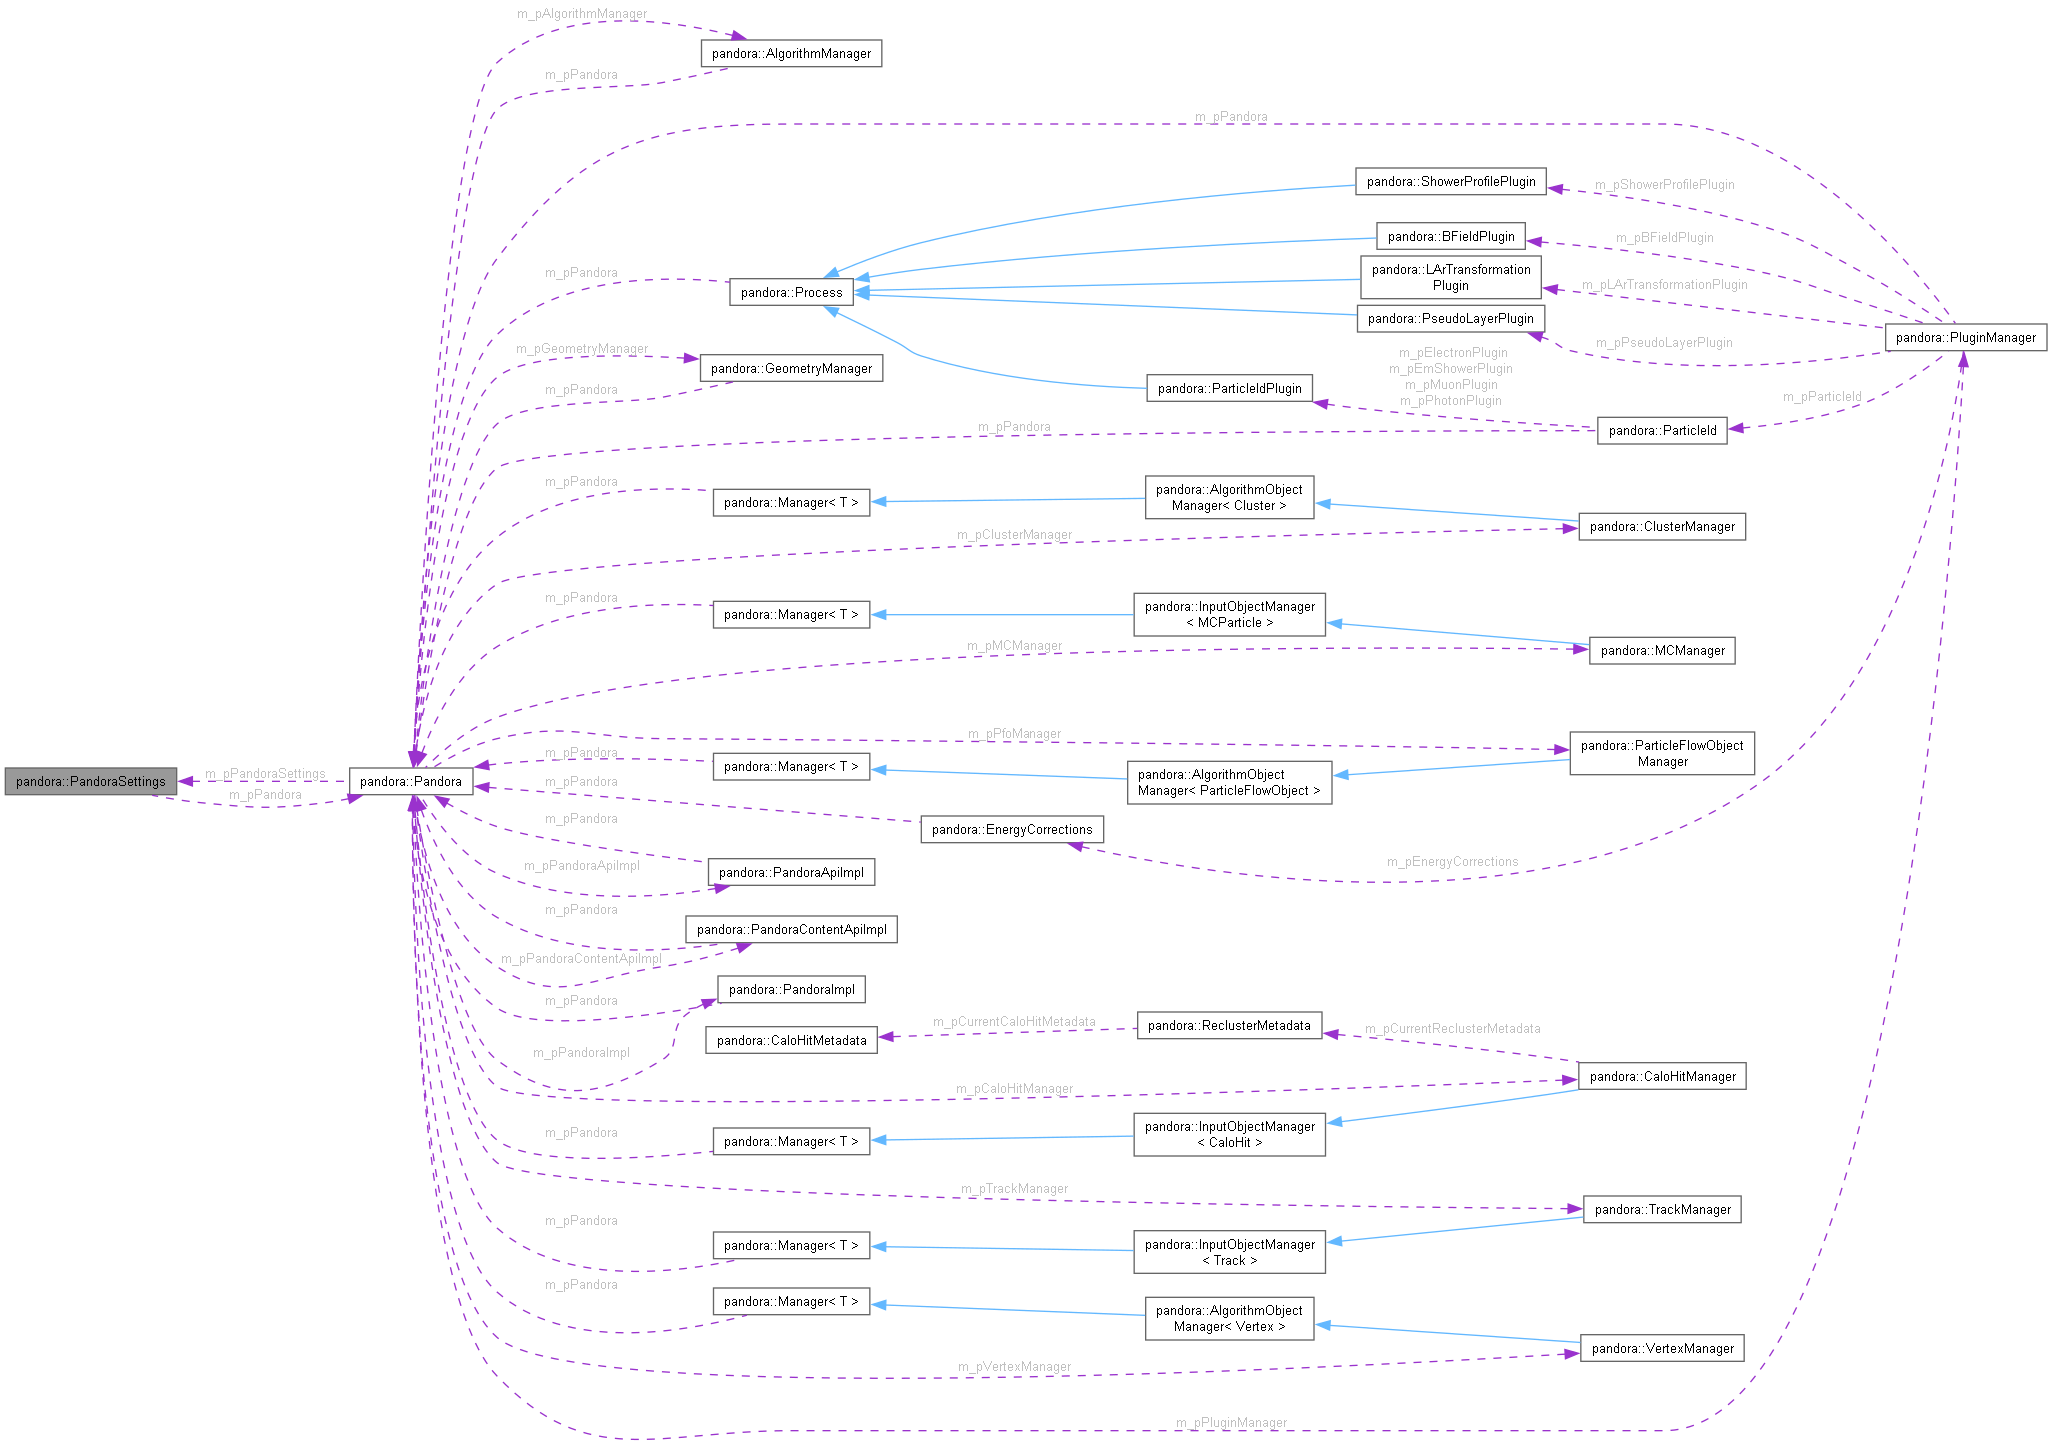 m_pAlgorithmManager
pandora::AlgorithmManager
m_pPandora
m_pPandora
pandora::ShowerProfilePlugin
m_pShowerProfilePlugin
pandora::BFieldPlugin
m_pBFieldPlugin
pandora::LArTransformation
Plugin
m_pLArTransformationPlugin
m_pPandora
pandora::Process
pandora::PseudoLayerPlugin
m_pPseudoLayerPlugin
pandora::PluginManager
m_pGeometryManager
pandora::GeometryManager
m_pPandora
m_pElectronPlugin
m_pEmShowerPlugin
m_pMuonPlugin
m_pPhotonPlugin
pandora::ParticleIdPlugin
m_pParticleId
m_pPandora
pandora::ParticleId
m_pPandora
pandora::Manager< T >
pandora::AlgorithmObject
Manager< Cluster >
pandora::ClusterManager
m_pClusterManager
m_pPandora
pandora::Manager< T >
pandora::InputObjectManager
< MCParticle >
m_pMCManager
pandora::MCManager
m_pPfoManager
pandora::ParticleFlowObject
Manager
m_pPandora
pandora::Manager< T >
pandora::AlgorithmObject
Manager< ParticleFlowObject >
pandora::PandoraSettings
m_pPandoraSettings
m_pPandora
pandora::Pandora
m_pPandora
pandora::EnergyCorrections
m_pEnergyCorrections
m_pPandora
m_pPandoraApiImpl
pandora::PandoraApiImpl
m_pPandora
pandora::PandoraContentApiImpl
m_pPandoraContentApiImpl
pandora::PandoraImpl
m_pPandora
m_pPandoraImpl
pandora::CaloHitMetadata
m_pCurrentCaloHitMetadata
pandora::ReclusterMetadata
m_pCurrentReclusterMetadata
pandora::CaloHitManager
m_pCaloHitManager
m_pPandora
pandora::Manager< T >
pandora::InputObjectManager
< CaloHit >
m_pTrackManager
pandora::TrackManager
m_pPandora
pandora::Manager< T >
pandora::InputObjectManager
< Track >
m_pPandora
pandora::Manager< T >
pandora::AlgorithmObject
Manager< Vertex >
pandora::VertexManager
m_pVertexManager
m_pPluginManager